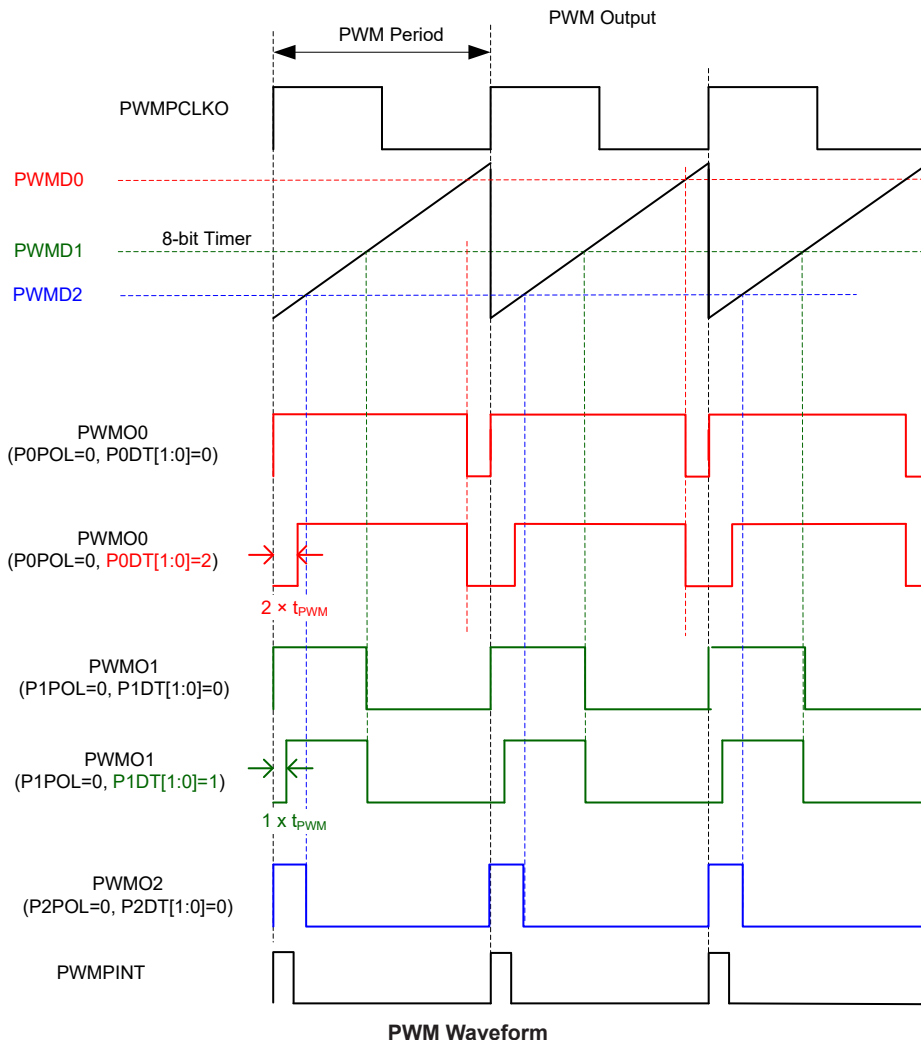 PWM Output
PWM Period
PWMPCLKO
PWMD0
8-bit Timer
PWMD1
PWMD2
PWMO0
(P0POL=0, P0DT[1:0]=0)
PWMO0
(P0POL=0, P0DT[1:0]=2)
2 × tPWM
PWMO1
(P1POL=0, P1DT[1:0]=0)
PWMO1
(P1POL=0, P1DT[1:0]=1)
1 x tPWM
PWMO2
(P2POL=0, P2DT[1:0]=0)
PWMPINT
PWM Waveform